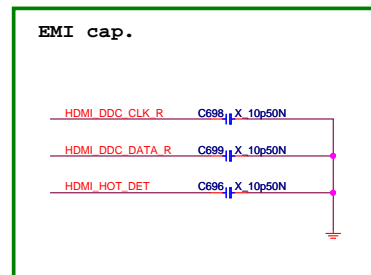 EMI cap.
HDMI_DDC_CLK_R C698 X_10p50N
HDMI_DDC_DATA_R C699 X_10p50N
HDMI_HOT_DET C696 X_10p50N